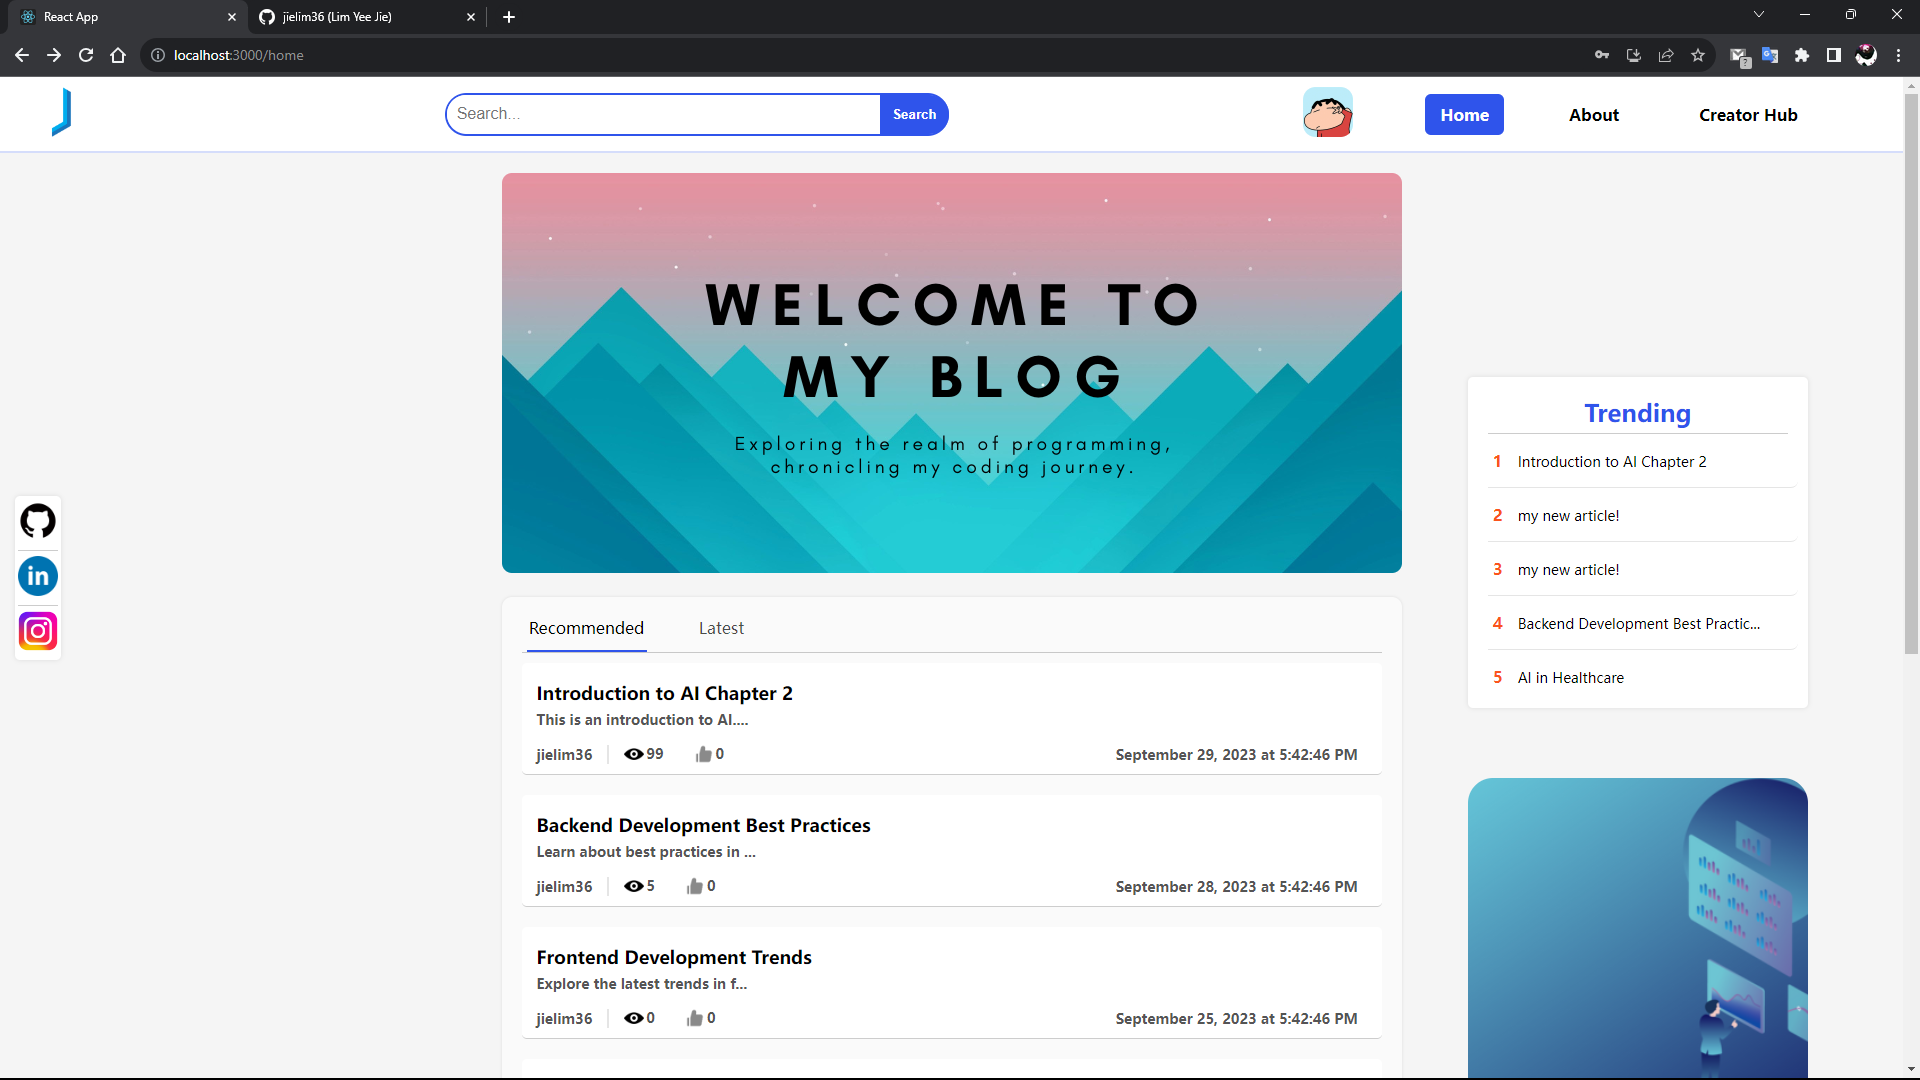 React App
jielim36 (Lim Yee Jie)
localhost:3000/home
Search...
Search
Home
About
Creator Hub
WELCOME TO
MY BLOG
Exploring the realm of programming,
chronicling my coding journey.
Trending
1 Introduction to AI Chapter 2
2 my new article!
3 my new article!
4 Backend Development Best Practic...
5 AI in Healthcare
in
Recommended
Latest
Introduction to AI Chapter 2
This is an introduction to AI....
jielim36 99 0 September 29, 2023 at 5:42:46 PM
Backend Development Best Practices
Learn about best practices in ...
jielim36 5 0 September 28, 2023 at 5:42:46 PM
Frontend Development Trends
Explore the latest trends in f...
jielim36 0 0 September 25, 2023 at 5:42:46 PM